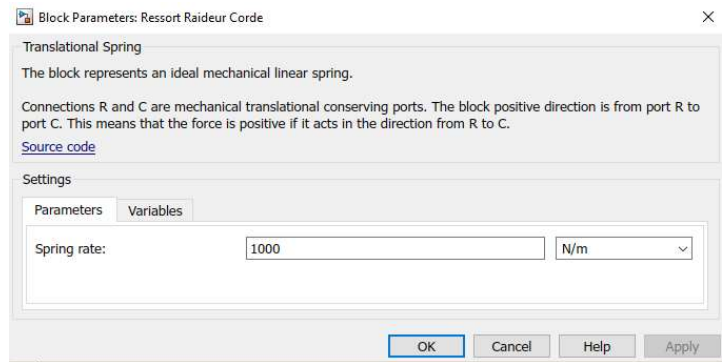 Block Parameters: Ressort Raideur Corde
Translational Spring
The block represents an ideal mechanical linear spring.
Connections R and C are mechanical translational conserving ports. The block positive direction is from port R to
port C. This means that the force is positive if it acts in the direction from R to C.
Source code
Settings
Parameters Variables
Spring rate: 1000 N/m
OK Cancel Help Apply